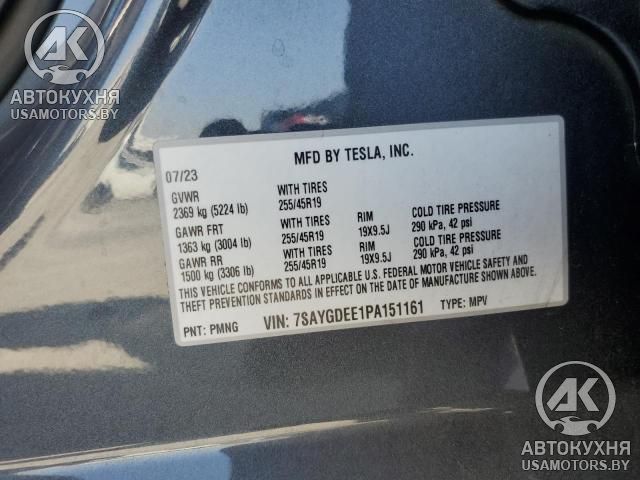 AK
АВТОКУХНЯ
USAMOTORS.BY
MFD BY TESLA, INC.
07/23
GVWR WITH TIRES
2369 kg (5224 lb) 255/45R19
GAWR FRT WITH TIRES RIM COLD TIRE PRESSURE
1363 kg (3004 lb) 255/45R19 19X9.5J 290 kPa, 42 psi
GAWR RR WITH TIRES RIM COLD TIRE PRESSURE
1500 kg (3306 lb) 255/45R19 19X9.5J 290 kPa, 42 psi
THIS VEHICLE CONFORMS TO ALL APPLICABLE U.S. FEDERAL MOTOR VEHICLE SAFETY AND
THEFT PREVENTION STANDARDS IN EFFECT ON THE DATE OF MANUFACTURE SHOWN ABOVE.
PNT: PMNG VIN: 7SAYGDEE1PA151161 TYPE: MPV
AK
АВТОКУХНЯ
USAMOTORS.BY